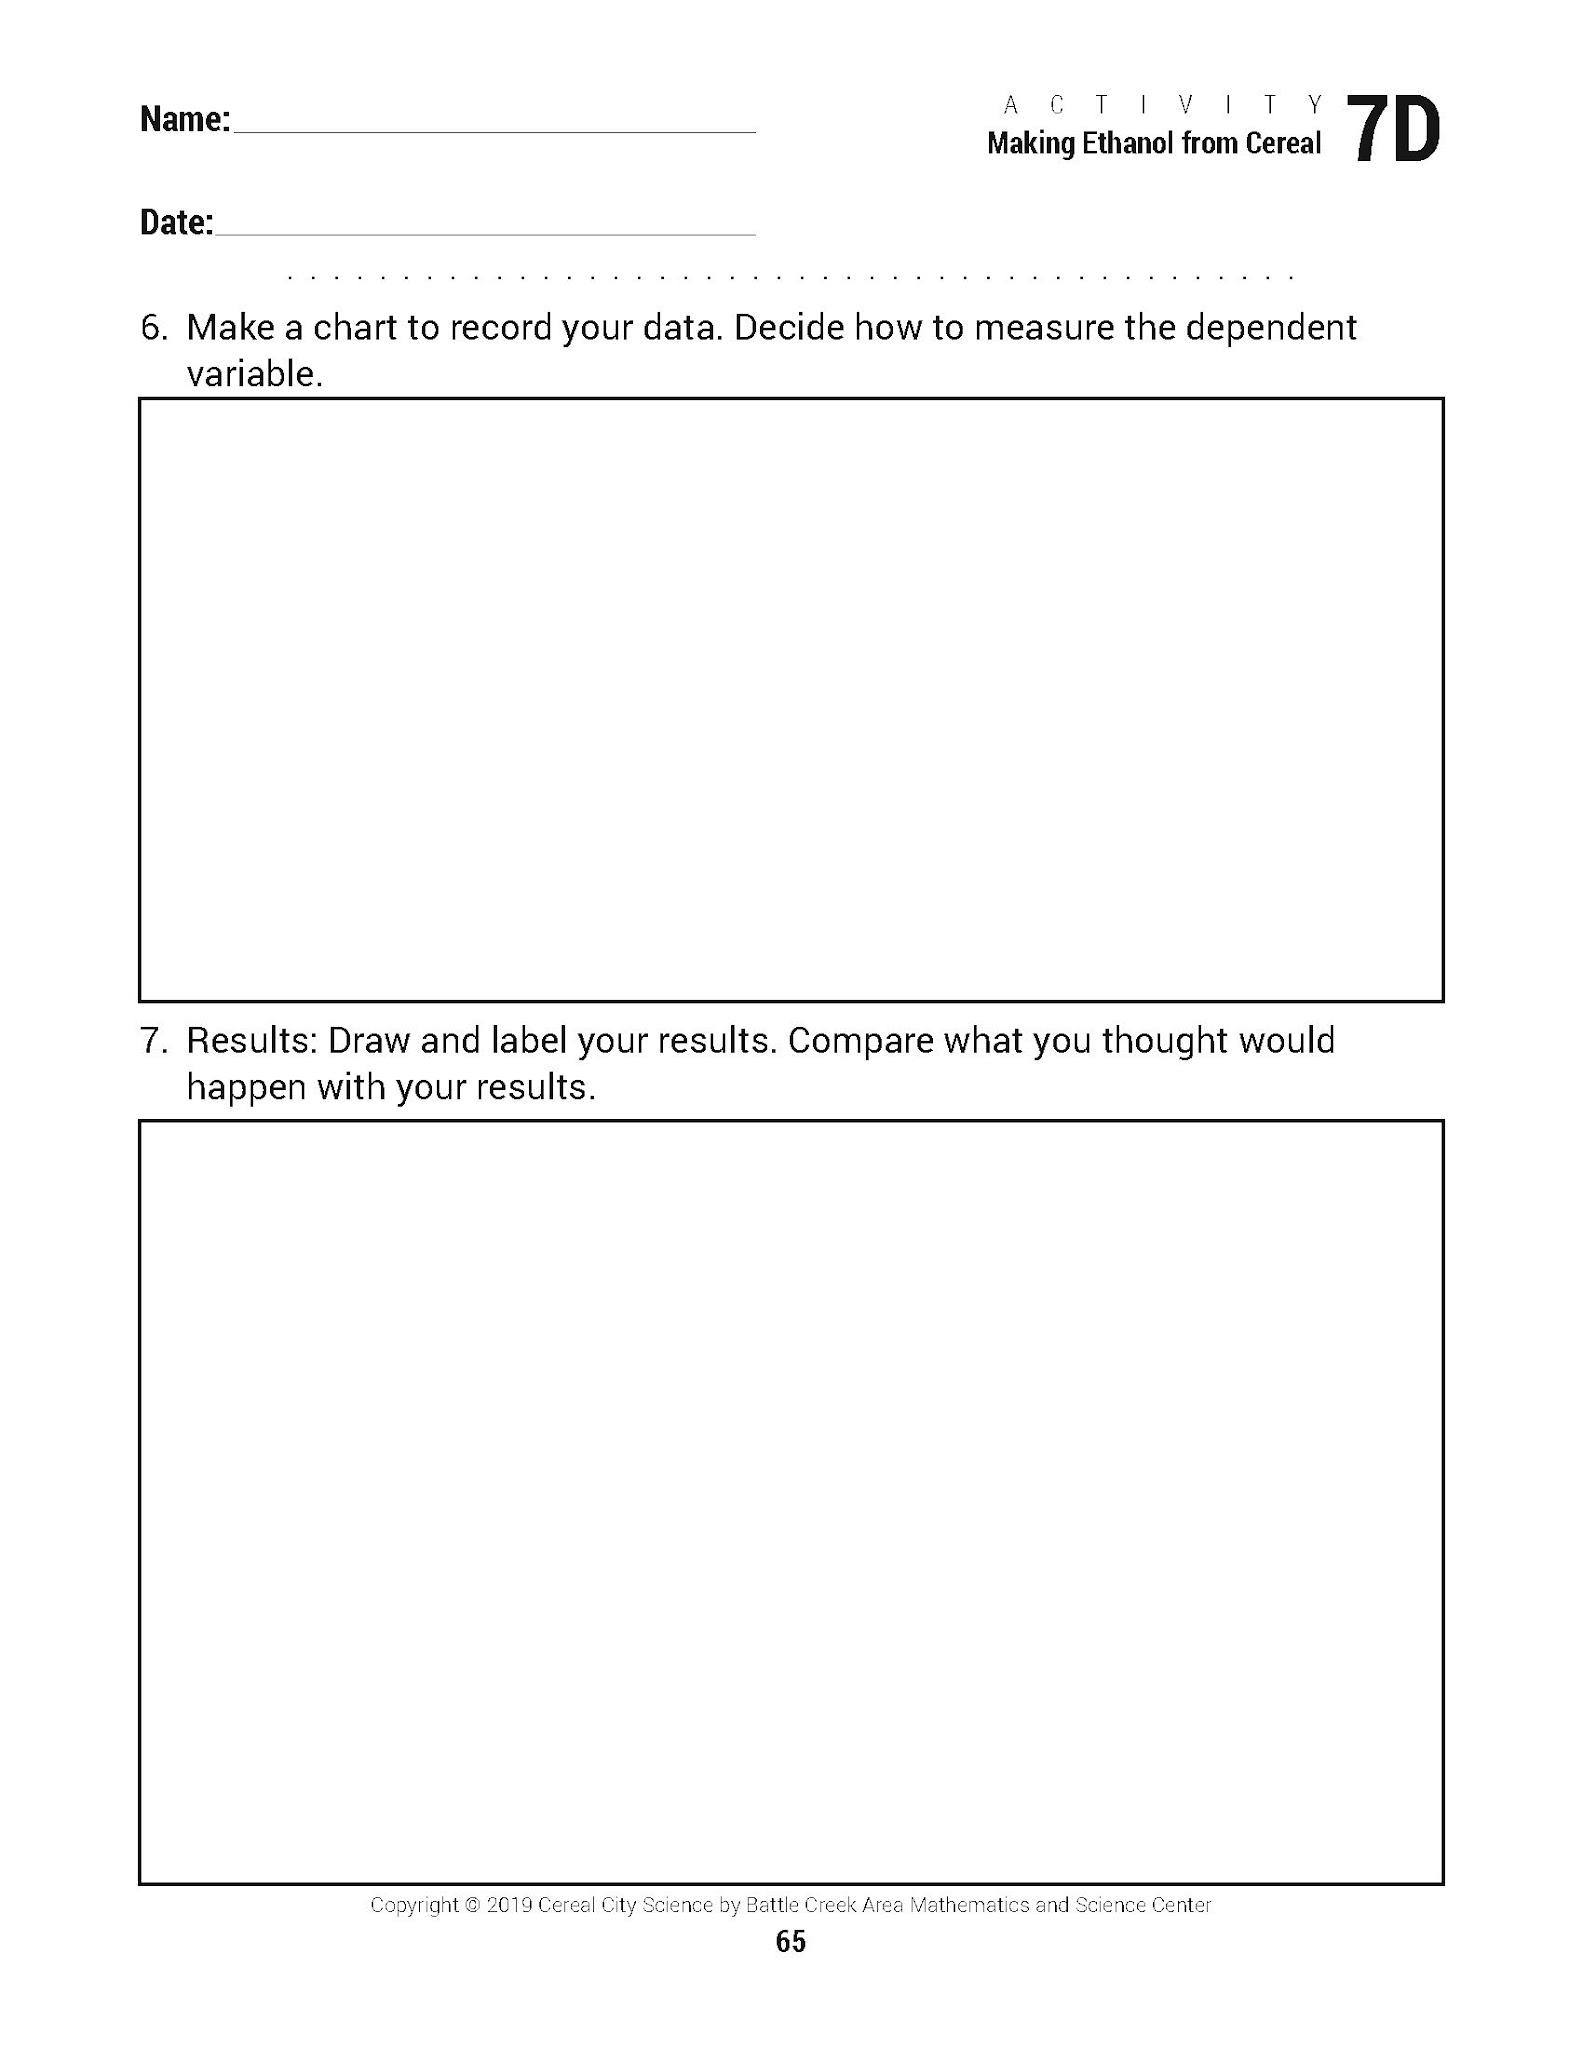 Name:
ACTIVITY
Making Ethanol from Cereal
7D
Date:
6. Make a chart to record your data. Decide how to measure the dependent
variable.
7. Results: Draw and label your results. Compare what you thought would
happen with your results.
Copyright © 2019 Cereal City Science by Battle Creek Area Mathematics and Science Center
65